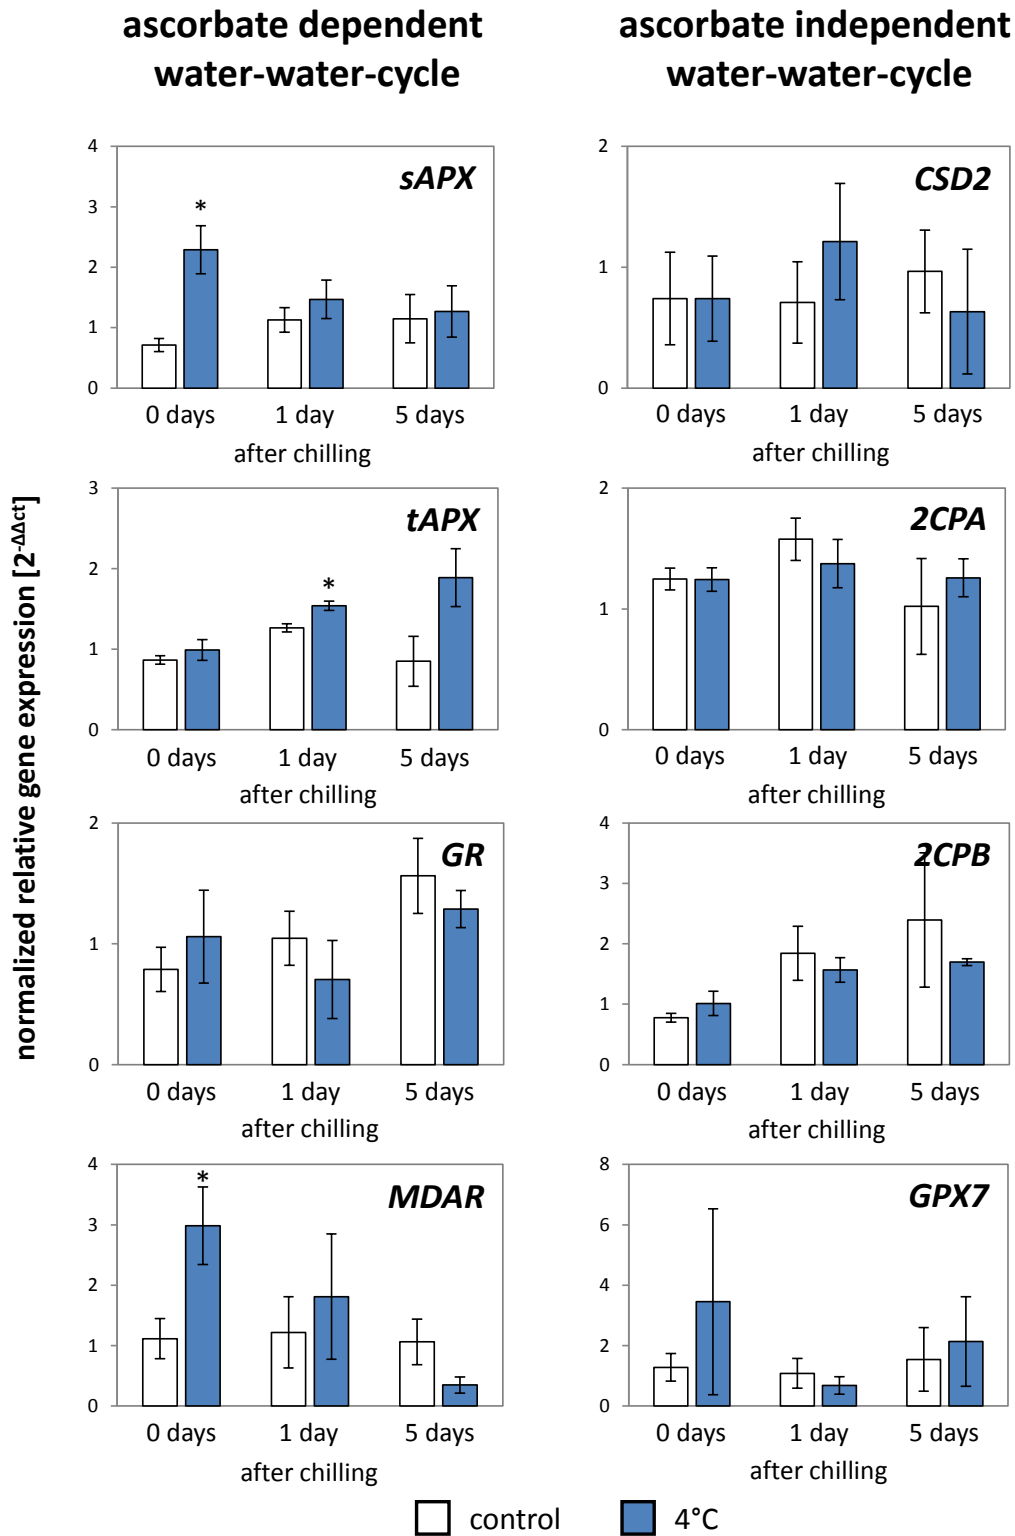 ascorbate dependent
water-water-cycle
ascorbate independent
water-water-cycle
normalized relative gene expression [2^-ΔΔct]
4
3
2
1
0
sAPX
*
0 days 1 day 5 days
after chilling
2
1
0
CSD2
0 days 1 day 5 days
after chilling
3
2
1
0
tAPX
*
0 days 1 day 5 days
after chilling
2
1
0
2CPA
0 days 1 day 5 days
after chilling
2
1
0
GR
0 days 1 day 5 days
after chilling
4
3
2
1
0
2CPB
0 days 1 day 5 days
after chilling
4
3
2
1
0
MDAR
*
0 days 1 day 5 days
after chilling
8
6
4
2
0
GPX7
0 days 1 day 5 days
after chilling
control 4°C